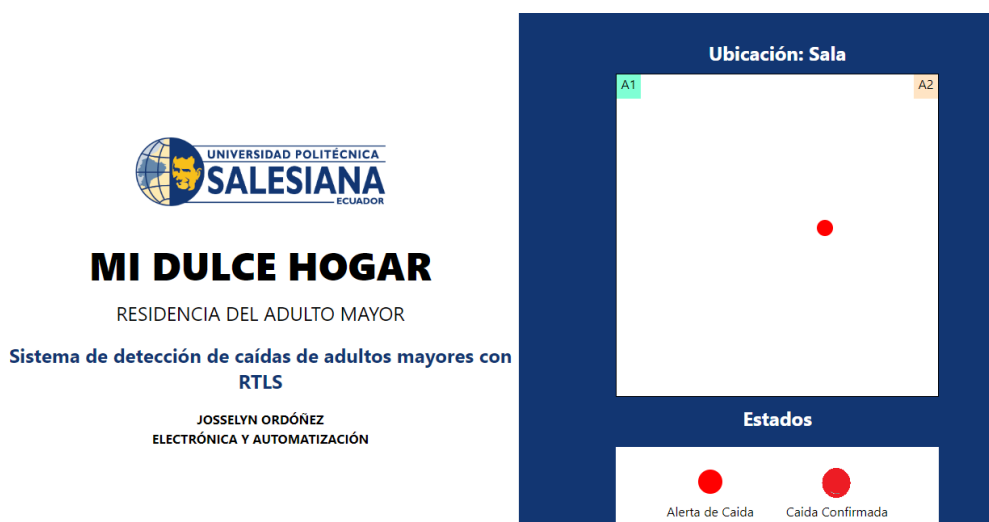 UNIVERSIDAD POLITÉCNICA
SALESIANA
ECUADOR
MI DULCE HOGAR
RESIDENCIA DEL ADULTO MAYOR
Sistema de detección de caídas de adultos mayores con
RTLS
JOSSELYN ORDÓÑEZ
ELECTRÓNICA Y AUTOMATIZACIÓN
Ubicación: Sala
A1
A2
Estados
Alerta de Caida
Caida Confirmada